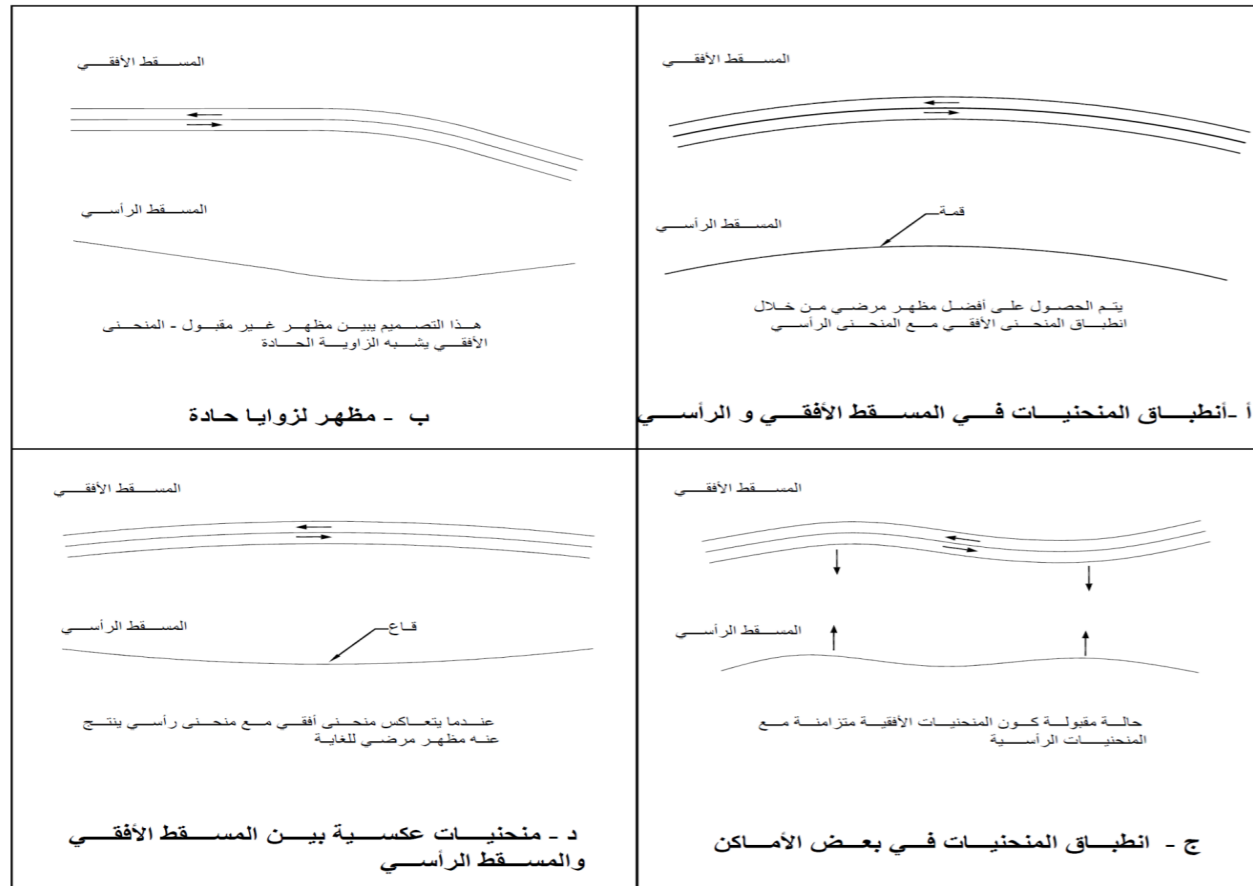 المسقط الأفقي
المسقط الرأسي
قمة
يتم الحصول على أفضل مظهر مرضي من خلال
انطباق المنحنى الأفقي مع المنحنى الرأسي
أ -أنطباق المنحنيات في المسقط الأفقي و الرأسي
المسقط الأفقي
المسقط الرأسي
هذا التصميم يبين مظهر غير مقبول - المنحنى
الأفقي يشبه الزاوية الحادة
ب - مظهر لزوايا حادة
المسقط الأفقي
المسقط الرأسي
حالة مقبولة كون المنحنيات الأفقية متزامنة مع
المنحنيات الرأسية
ج - انطباق المنحنيات في بعض الأماكن
المسقط الأفقي
المسقط الرأسي
قاع
عندما يتعاكس منحنى أفقي مع منحنى رأسي ينتج
عنه مظهر مرضي للغاية
د - منحنيات عكسية بين المسقط الأفقي
والمسقط الرأسي